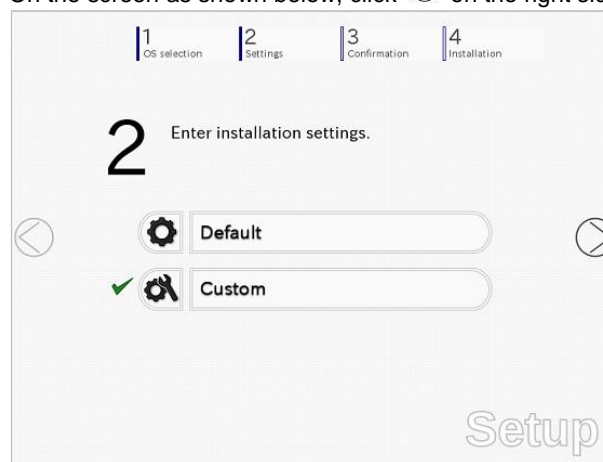 On the screen as shown below, click on the right sid
1 2 3 4
OS selection Settings Confirmation Installation
2 Enter installation settings.
Default
Custom
Setup